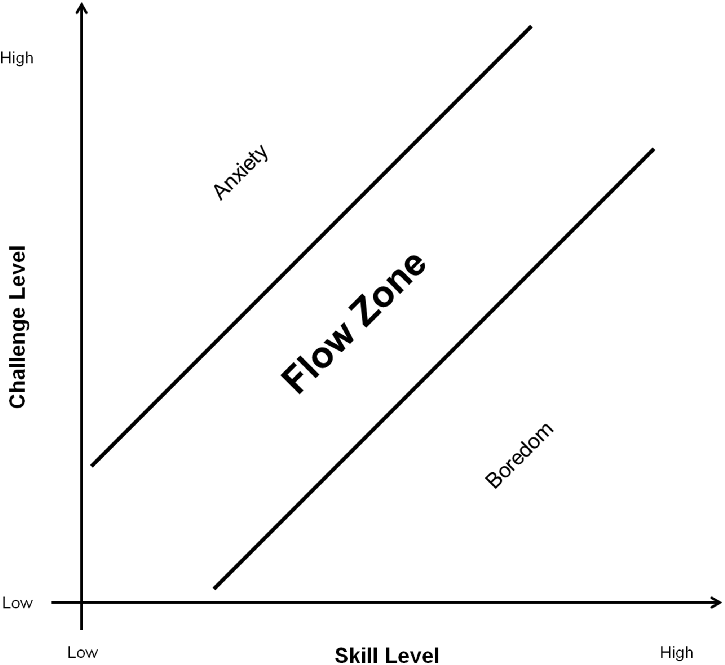 High
Anxiety
Challenge Level
Flow Zone
Boredom
Low
Low
Skill Level
High